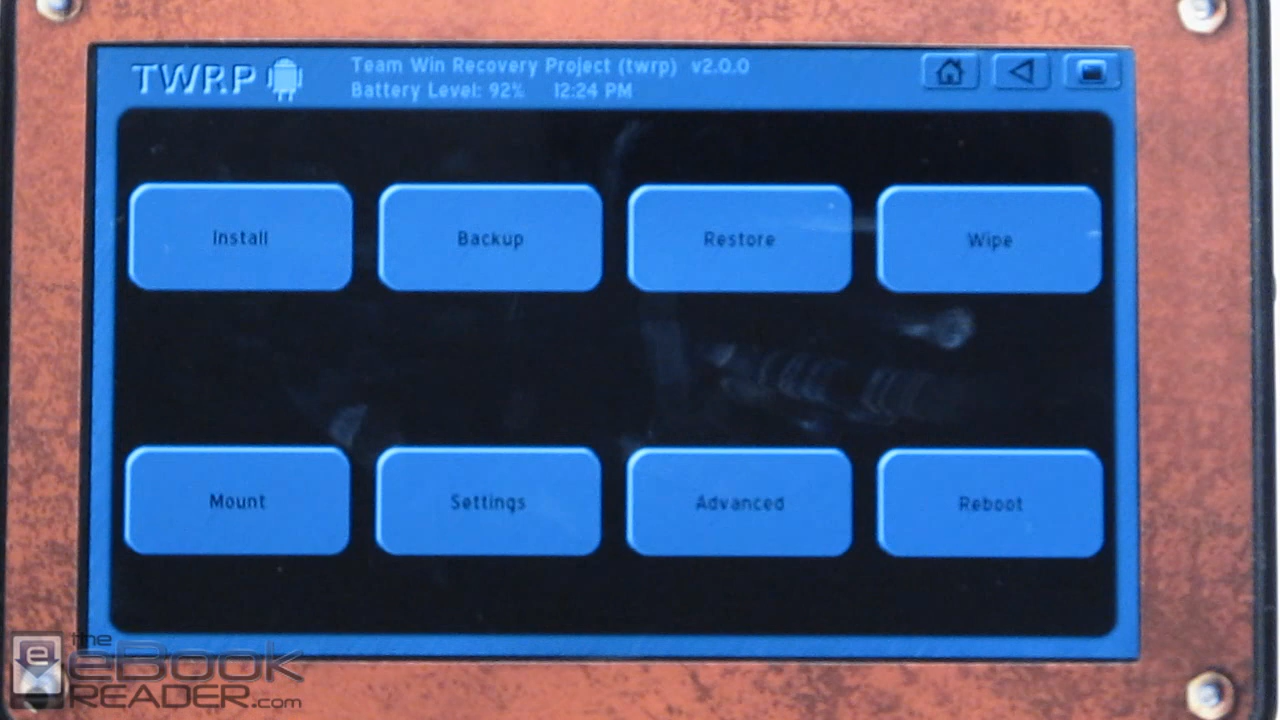 TWRP
Team Win Recovery Project (twrp) v2.0.0
Battery Level: 92% 12:24 PM
Install Backup Restore Wipe
Mount Settings Advanced Reboot
e the
eBook
READER.com